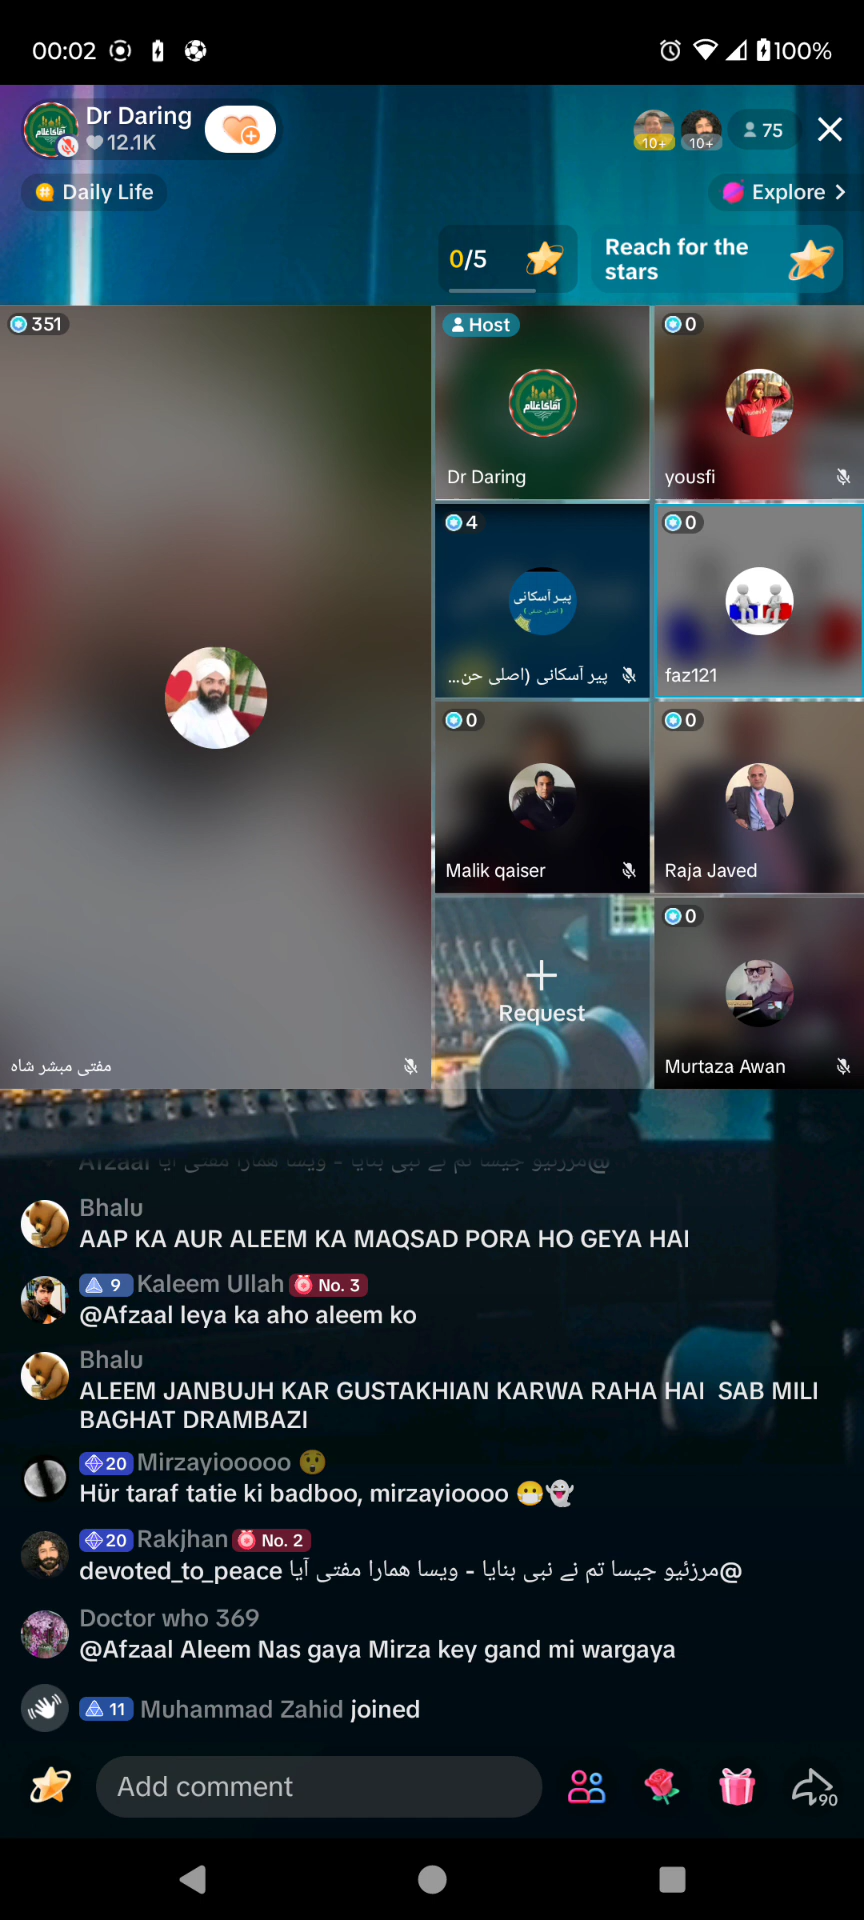 00:02
100%
Dr Daring
12.1K
10+
10+
75
Daily Life
Explore
0/5
Reach for the
stars
351
Host
آقا کا غلام
Dr Daring
0
yousfi
4
پیر آسکانی
(اصلی حنفی)
پیر آسکانی (اصلی حن...
0
faz121
0
Malik qaiser
0
Raja Javed
Request
0
Murtaza Awan
مفتی مبشر شاہ
Bhalu
AAP KA AUR ALEEM KA MAQSAD PORA HO GEYA HAI
9 Kaleem Ullah No. 3
@Afzaal leya ka aho aleem ko
Bhalu
ALEEM JANBUJH KAR GUSTAKHIAN KARWA RAHA HAI  SAB MILI
BAGHAT DRAMBAZI
20 Mirzayiooooo 😲
Hür taraf tatie ki badboo, mirzayioooo 😷👻
20 Rakjhan No. 2
devoted_to_peace مرزئیو جیسا تم نے نبی بنایا - ویسا ھمارا مفتی آیا@
Doctor who 369
@Afzaal Aleem Nas gaya Mirza key gand mi wargaya
11 Muhammad Zahid joined
Add comment
90